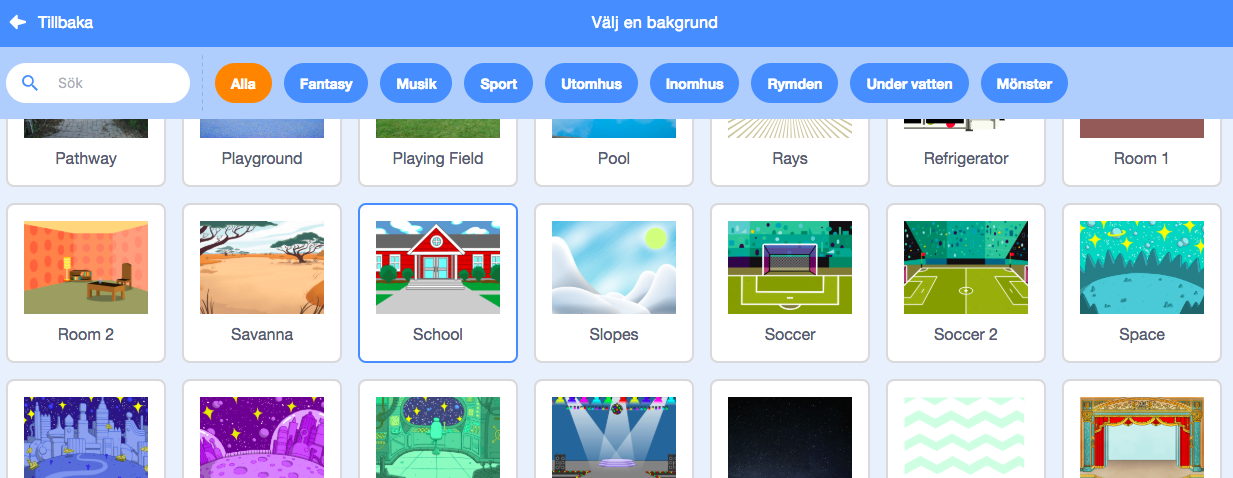 Tillbaka
Välj en bakgrund
Sök
Alla
Fantasy
Musik
Sport
Utomhus
Inomhus
Rymden
Under vatten
Mönster
Pathway
Playground
Playing Field
Pool
Rays
Refrigerator
Room 1
Room 2
Savanna
School
Slopes
Soccer
Soccer 2
Space